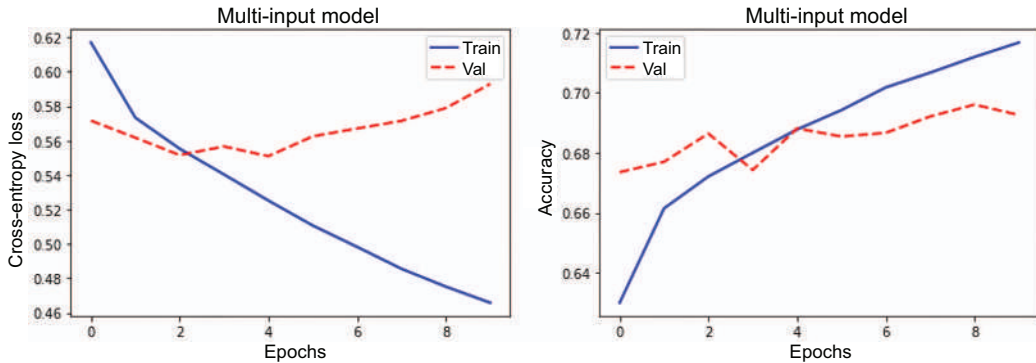 Multi-input model
Cross-entropy loss
0.62
0.60
0.58
0.56
0.54
0.52
0.50
0.48
0.46
Train
Val
0 2 4 6 8
Epochs
Multi-input model
Accuracy
0.72
0.70
0.68
0.66
0.64
Train
Val
0 2 4 6 8
Epochs